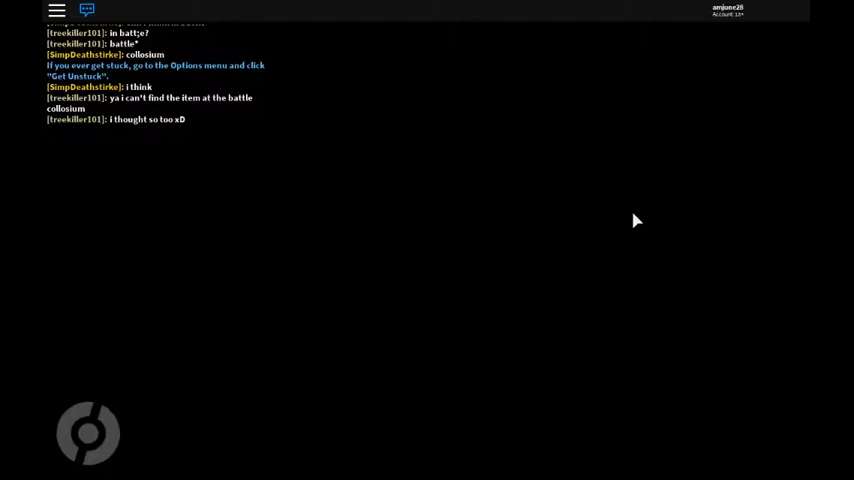 amjune28
Account: 13+
[treekiller101]: in batt;e?
[treekiller101]: battle*
[SimpDeathstirke]: collosium
If you ever get stuck, go to the Options menu and click
"Get Unstuck".
[SimpDeathstirke]: i think
[treekiller101]: ya i can't find the item at the battle
collosium
[treekiller101]: i thought so too xD